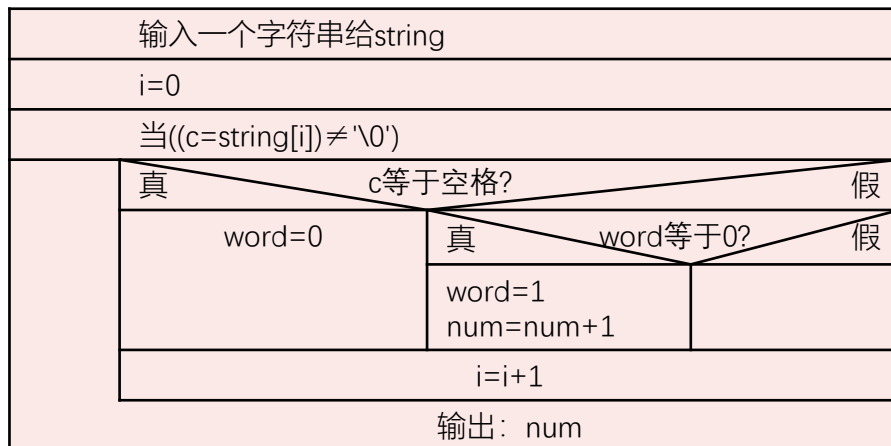 输入一个字符串给string
i=0
当((c=string[i])≠'\0')
真 c等于空格? 假
word=0 真 word等于0? 假
word=1
num=num+1
i=i+1
输出：num